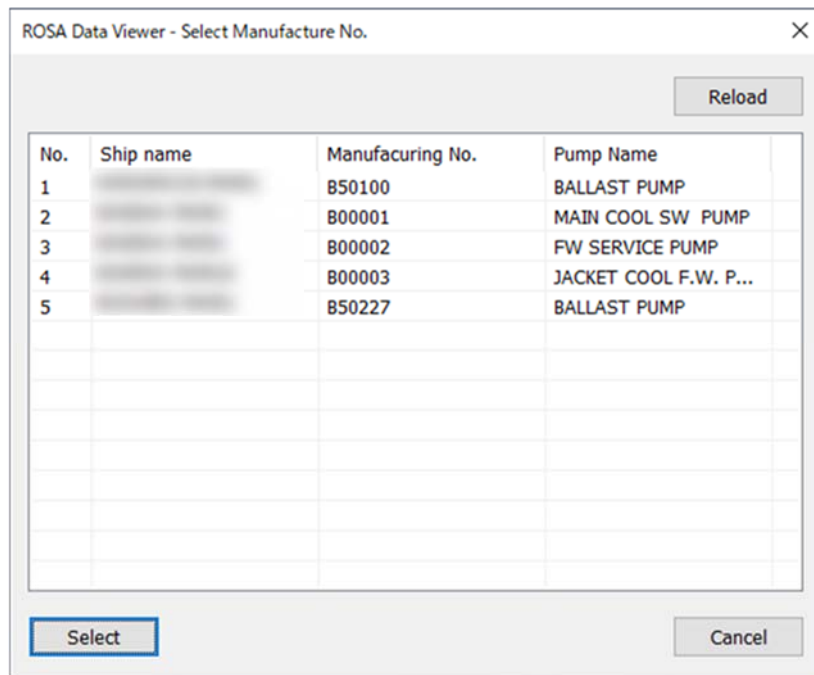 ROSA Data Viewer - Select Manufacture No.
Reload
No. Ship name Manufacuring No. Pump Name
1 B50100 BALLAST PUMP
2 B00001 MAIN COOL SW PUMP
3 B00002 FW SERVICE PUMP
4 B00003 JACKET COOL F.W. P...
5 B50227 BALLAST PUMP
Select Cancel